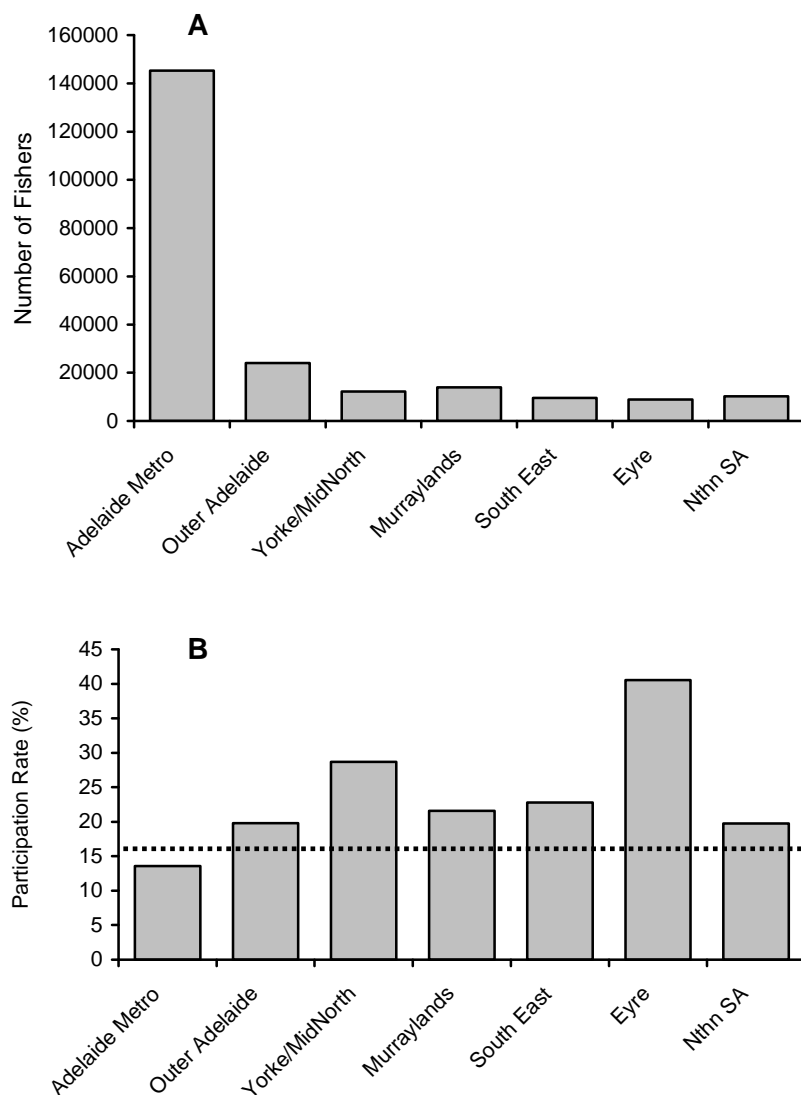 A
Number of Fishers
160000
140000
120000
100000
80000
60000
40000
20000
0
Adelaide Metro
Outer Adelaide
Yorke/MidNorth
Murraylands
South East
Eyre
Nthn SA
B
Participation Rate (%)
45
40
35
30
25
20
15
10
5
0
Adelaide Metro
Outer Adelaide
Yorke/MidNorth
Murraylands
South East
Eyre
Nthn SA